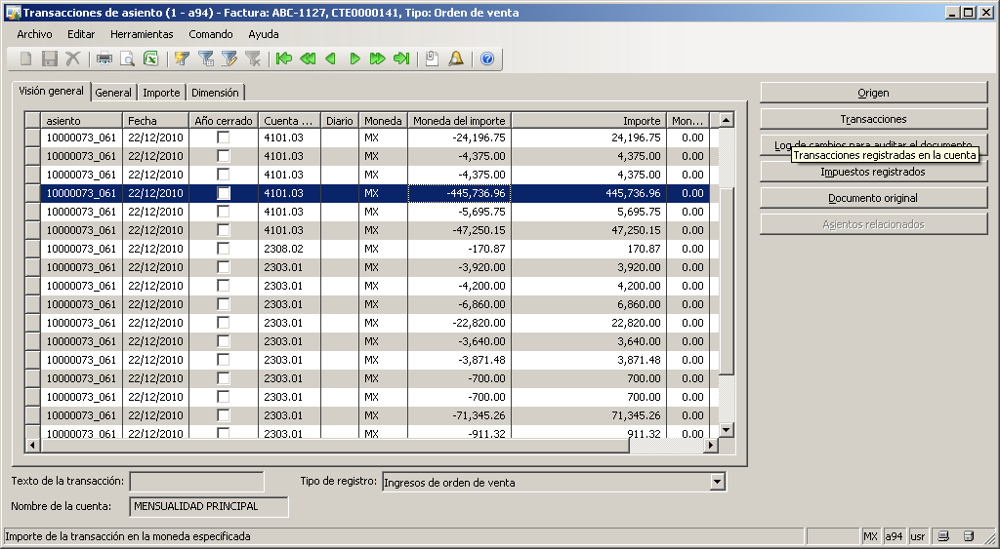 Transacciones de asiento (1 - a94) - Factura: ABC-1127, CTE0000141, Tipo: Orden de venta
Archivo Editar Herramientas Comando Ayuda
Visión general General Importe Dimensión
asiento Fecha Año cerrado Cuenta ... Diario Moneda Moneda del importe Importe Mon...
10000073_061 22/12/2010 4101.03 MX -24,196.75 24,196.75 0.00
10000073_061 22/12/2010 4101.03 MX -4,375.00 4,375.00 0.00
10000073_061 22/12/2010 4101.03 MX -4,375.00 4,375.00 0.00
10000073_061 22/12/2010 4101.03 MX -445,736.96 445,736.96 0.00
10000073_061 22/12/2010 4101.03 MX -5,695.75 5,695.75 0.00
10000073_061 22/12/2010 4101.03 MX -47,250.15 47,250.15 0.00
10000073_061 22/12/2010 2308.02 MX -170.87 170.87 0.00
10000073_061 22/12/2010 2303.01 MX -3,920.00 3,920.00 0.00
10000073_061 22/12/2010 2303.01 MX -4,200.00 4,200.00 0.00
10000073_061 22/12/2010 2303.01 MX -6,860.00 6,860.00 0.00
10000073_061 22/12/2010 2303.01 MX -22,820.00 22,820.00 0.00
10000073_061 22/12/2010 2303.01 MX -3,640.00 3,640.00 0.00
10000073_061 22/12/2010 2303.01 MX -3,871.48 3,871.48 0.00
10000073_061 22/12/2010 2303.01 MX -700.00 700.00 0.00
10000073_061 22/12/2010 2303.01 MX -700.00 700.00 0.00
10000073_061 22/12/2010 2303.01 MX -71,345.26 71,345.26 0.00
10000073_061 22/12/2010 2303.01 MX -911.32 911.32 0.00
Origen
Transacciones
Log de cambios para auditar el documento
Transacciones registradas en la cuenta
Impuestos registrados
Documento original
Asientos relacionados
Texto de la transacción: Tipo de registro: Ingresos de orden de venta
Nombre de la cuenta: MENSUALIDAD PRINCIPAL
Importe de la transacción en la moneda especificada MX a94 usr